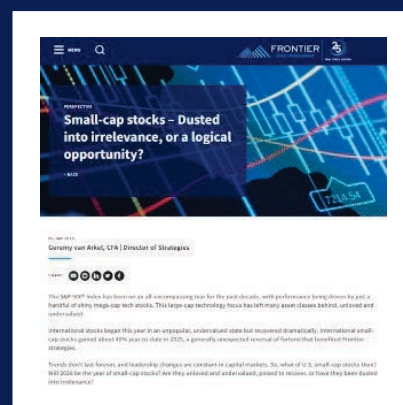 MENU
FRONTIER
25
PERSPECTIVE
Small-cap stocks – Dusted
into irrelevance, or a logical
opportunity?
‹ BACK
7214.54
Geremy van Arkel, CFA | Director of Strategies
SHARE:
The S&P 500® Index has been on an all-encompassing tear for the past decade, with performance being driven by just a
handful of shiny mega-cap tech stocks. This large-cap technology focus has left many asset classes behind, unloved and
undervalued.
International stocks began this year in an unpopular, undervalued state but recovered dramatically. International small-
cap stocks gained about 40% year to date in 2025, a generally unexpected reversal of fortune that benefited Frontier
strategies.
Trends don't last forever, and leadership changes are constant in capital markets. So, what of U.S. small-cap stocks then?
Will 2026 be the year of small-cap stocks? Are they unloved and undervalued, poised to recover, or have they been dusted
into irrelevance?